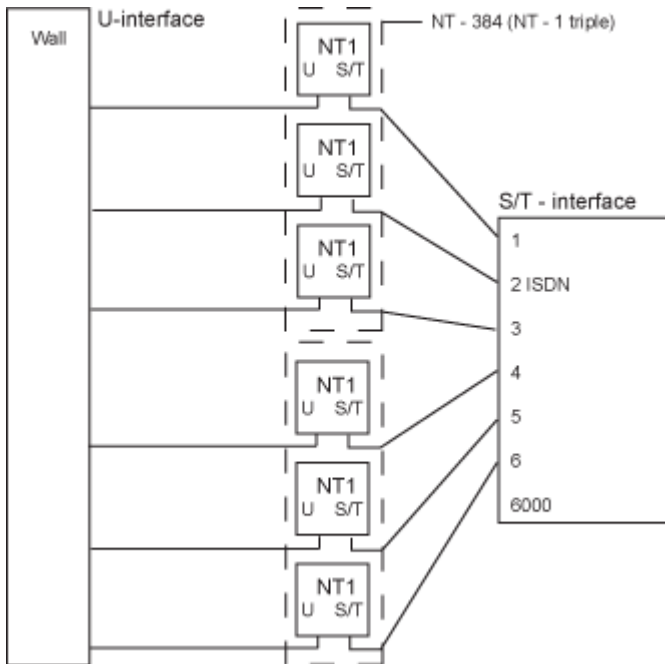 U-interface
Wall
NT - 384 (NT - 1 triple)
NT1
U S/T
NT1
U S/T
NT1
U S/T
NT1
U S/T
NT1
U S/T
NT1
U S/T
S/T - interface
1
2 ISDN
3
4
5
6
6000